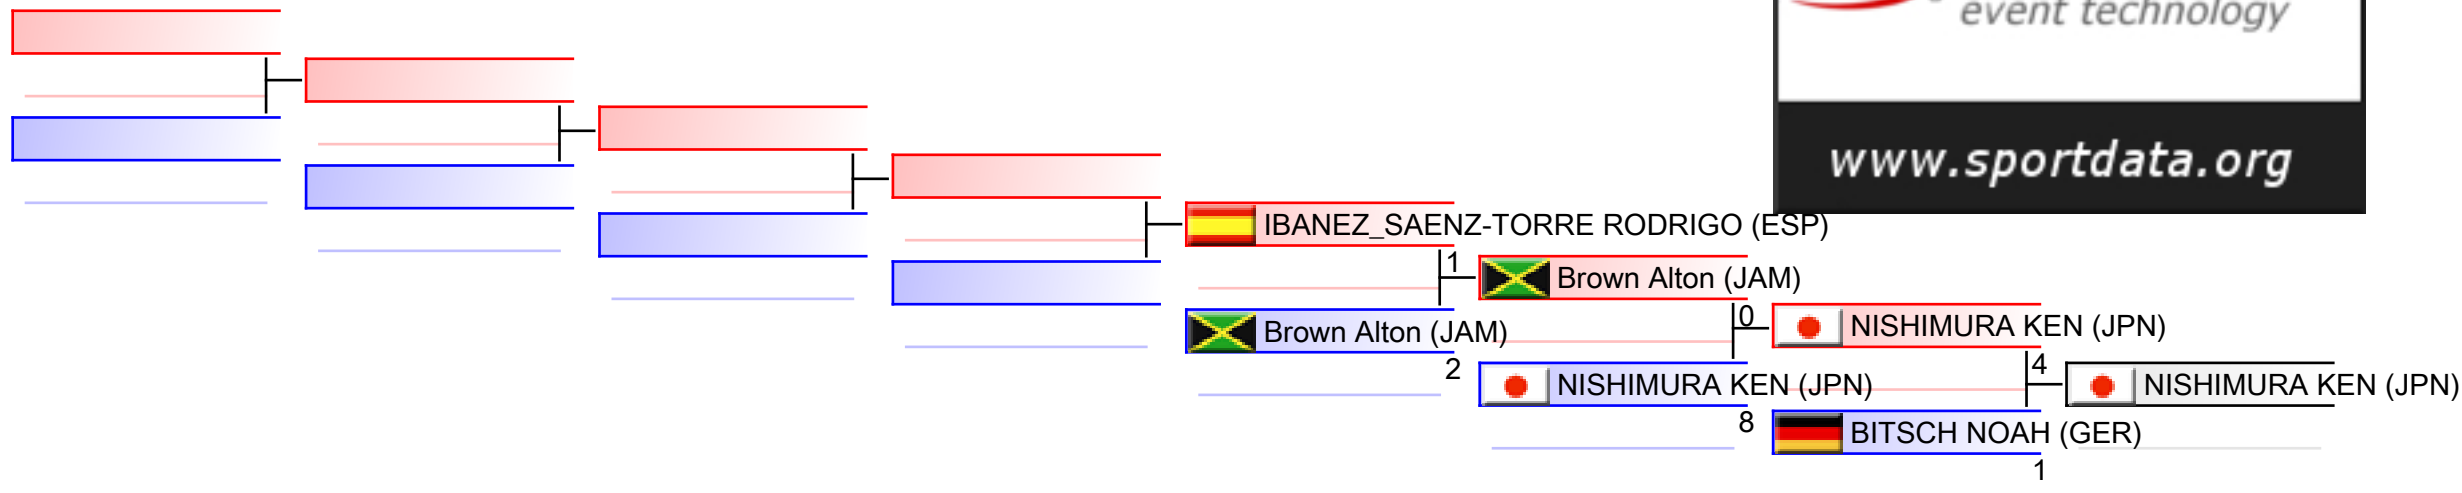 event technology
www.sportdata.org
IBANEZ_SAENZ-TORRE RODRIGO (ESP)
1
Brown Alton (JAM)
Brown Alton (JAM)
2
0
NISHIMURA KEN (JPN)
NISHIMURA KEN (JPN)
8
4
NISHIMURA KEN (JPN)
BITSCH NOAH (GER)
1